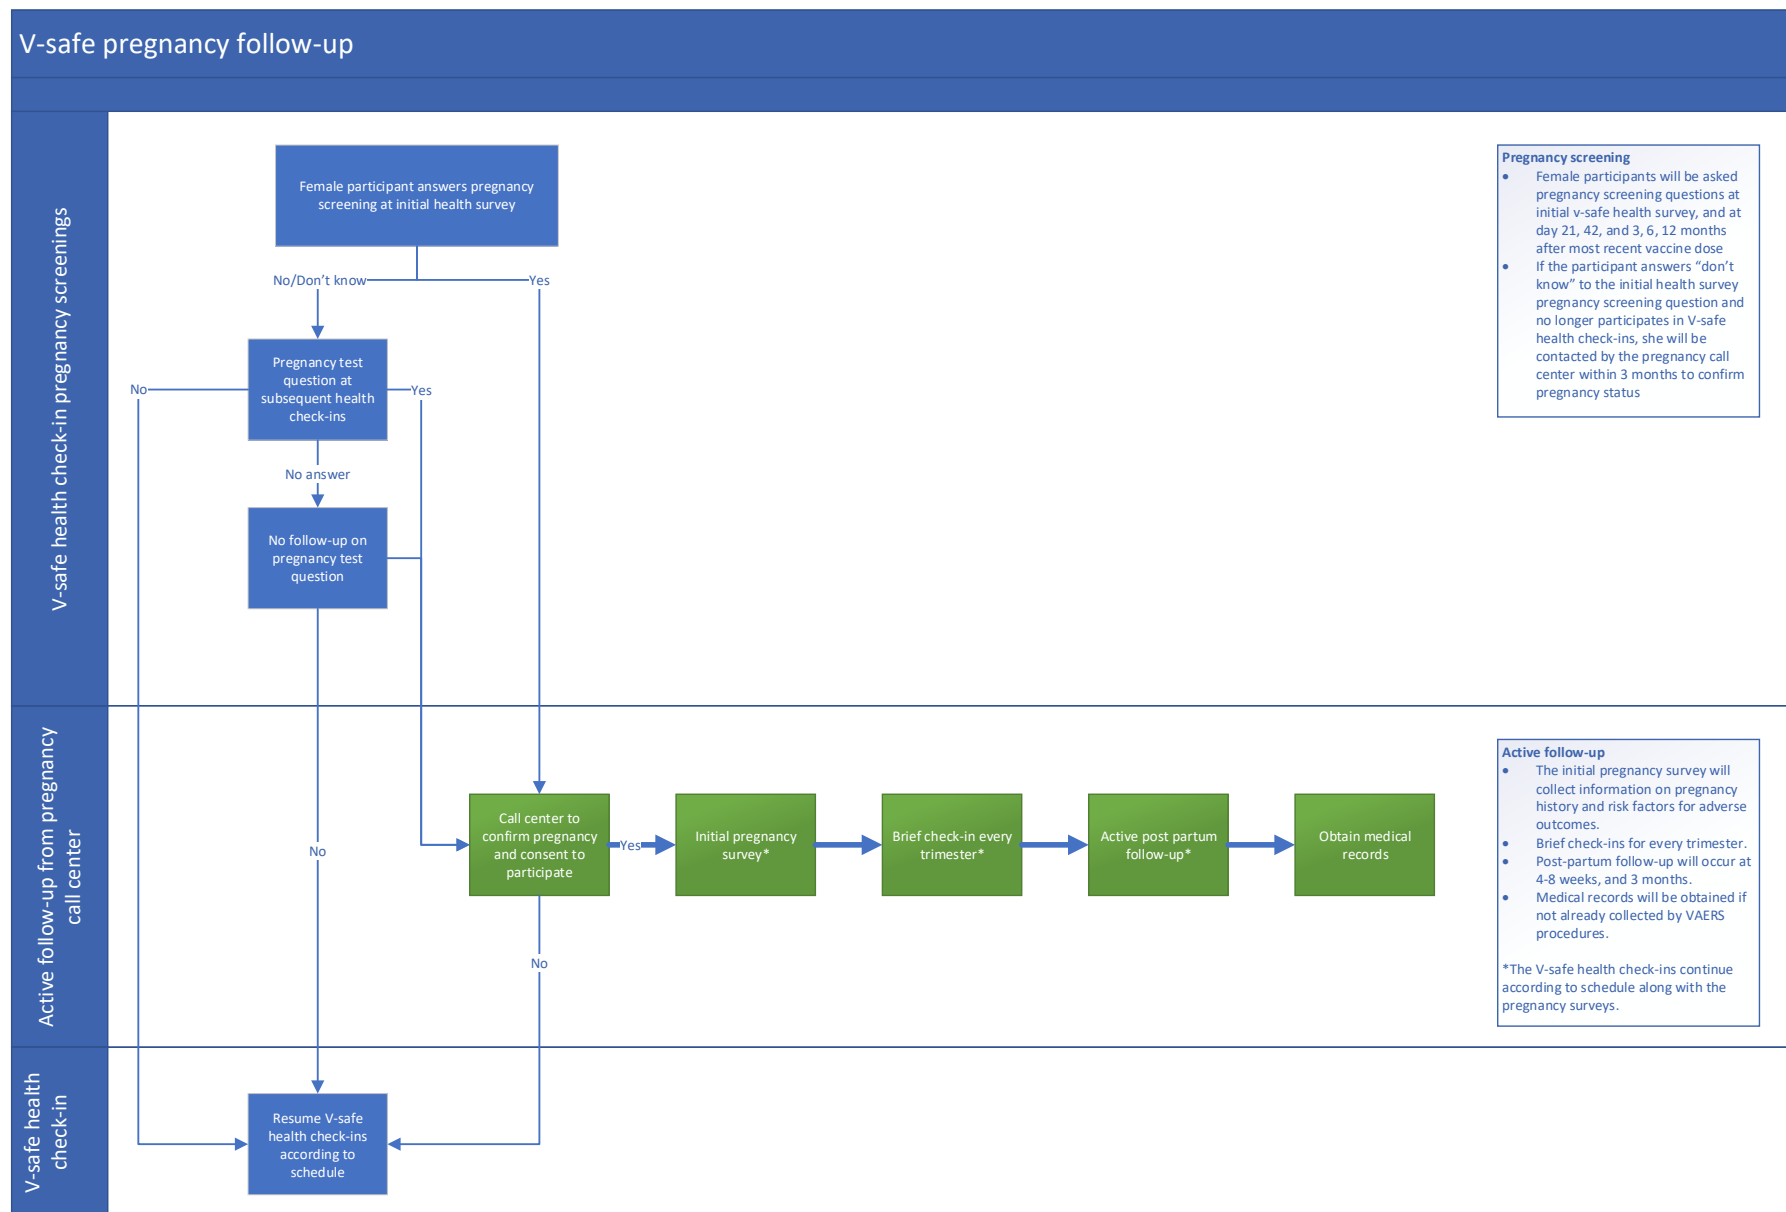 V-safe pregnancy follow-up
V-safe health check-in pregnancy screenings
Female participant answers pregnancy
screening at initial health survey
No/Don’t know
Yes
Pregnancy test
question at
subsequent health
check-ins
No
Yes
No answer
No follow-up on
pregnancy test
question
Pregnancy screening
• Female participants will be asked
pregnancy screening questions at
initial v-safe health survey, and at
day 21, 42, and 3, 6, 12 months
after most recent vaccine dose
• If the participant answers “don’t
know” to the initial health survey
pregnancy screening question and
no longer participates in V-safe
health check-ins, she will be
contacted by the pregnancy call
center within 3 months to confirm
pregnancy status
Active follow-up from pregnancy
call center
No
Call center to
confirm pregnancy
and consent to
participate
Yes
Initial pregnancy
survey*
Brief check-in every
trimester*
Active post partum
follow-up*
Obtain medical
records
No
Active follow-up
• The initial pregnancy survey will
collect information on pregnancy
history and risk factors for adverse
outcomes.
• Brief check-ins for every trimester.
• Post-partum follow-up will occur at
4-8 weeks, and 3 months.
• Medical records will be obtained if
not already collected by VAERS
procedures.
*The V-safe health check-ins continue
according to schedule along with the
pregnancy surveys.
V-safe health
check-in
Resume V-safe
health check-ins
according to
schedule